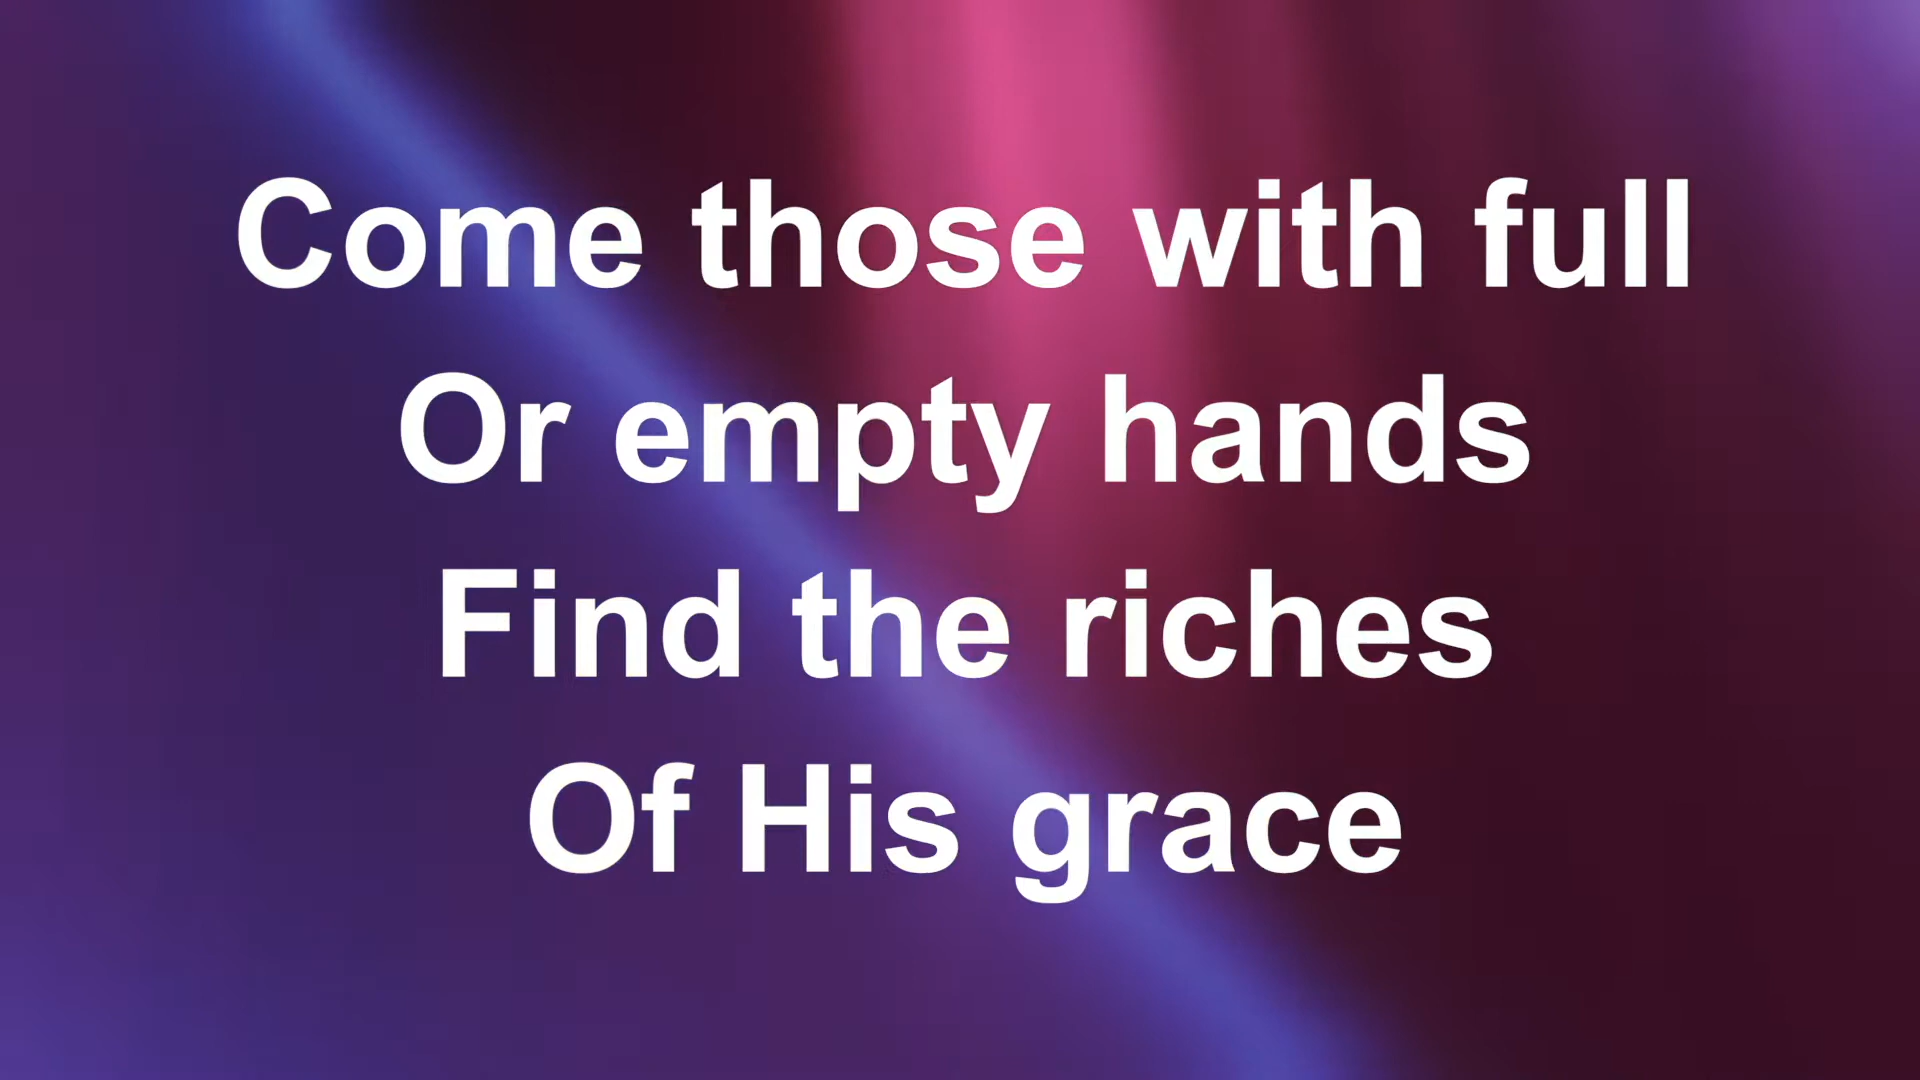 Come those with full
Or empty hands
Find the riches
Of His grace